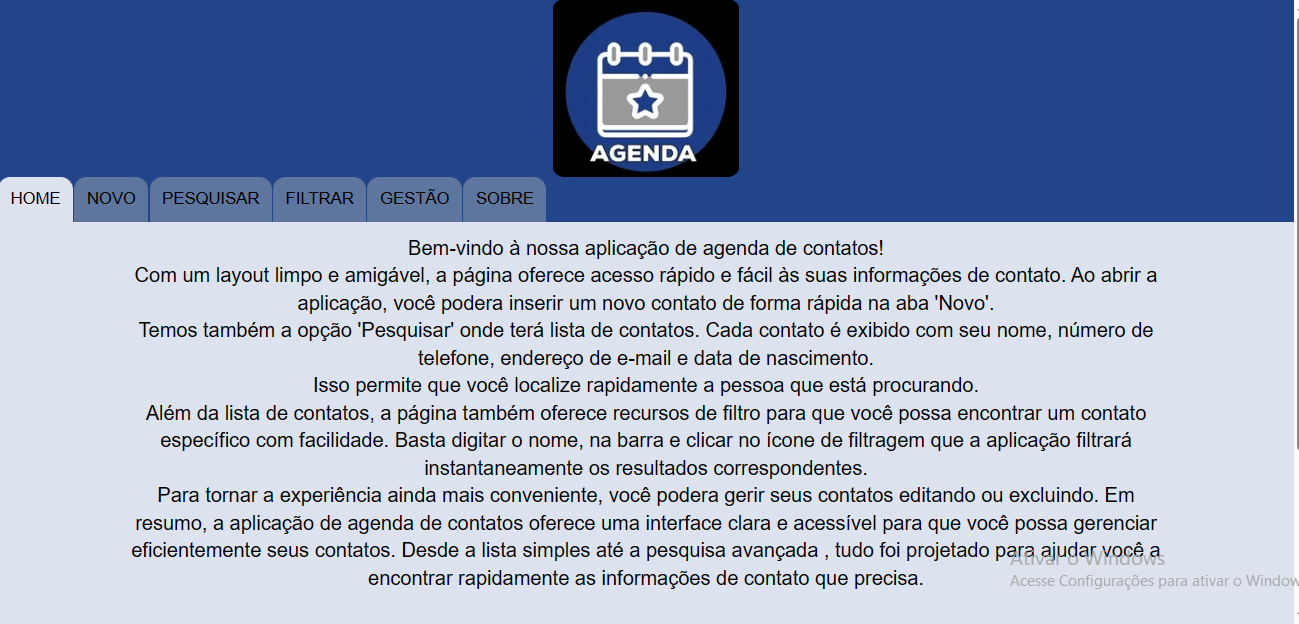 AGENDA
HOME NOVO PESQUISAR FILTRAR GESTÃO SOBRE
Bem-vindo à nossa aplicação de agenda de contatos!
Com um layout limpo e amigável, a página oferece acesso rápido e fácil às suas informações de contato. Ao abrir a
aplicação, você podera inserir um novo contato de forma rápida na aba 'Novo'.
Temos também a opção 'Pesquisar' onde terá lista de contatos. Cada contato é exibido com seu nome, número de
telefone, endereço de e-mail e data de nascimento.
Isso permite que você localize rapidamente a pessoa que está procurando.
Além da lista de contatos, a página também oferece recursos de filtro para que você possa encontrar um contato
específico com facilidade. Basta digitar o nome, na barra e clicar no ícone de filtragem que a aplicação filtrará
instantaneamente os resultados correspondentes.
Para tornar a experiência ainda mais conveniente, você podera gerir seus contatos editando ou excluindo. Em
resumo, a aplicação de agenda de contatos oferece uma interface clara e acessível para que você possa gerenciar
eficientemente seus contatos. Desde a lista simples até a pesquisa avançada , tudo foi projetado para ajudar você a
encontrar rapidamente as informações de contato que precisa.
Ativar o Windows
Acesse Configurações para ativar o Window